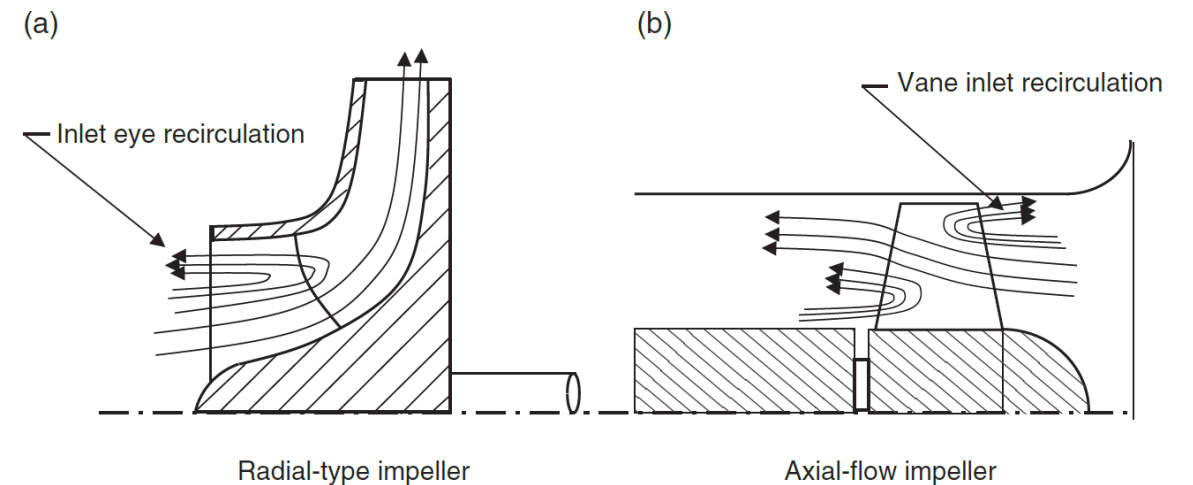 (a)
(b)
Vane inlet recirculation
Inlet eye recirculation
Radial-type impeller
Axial-flow impeller